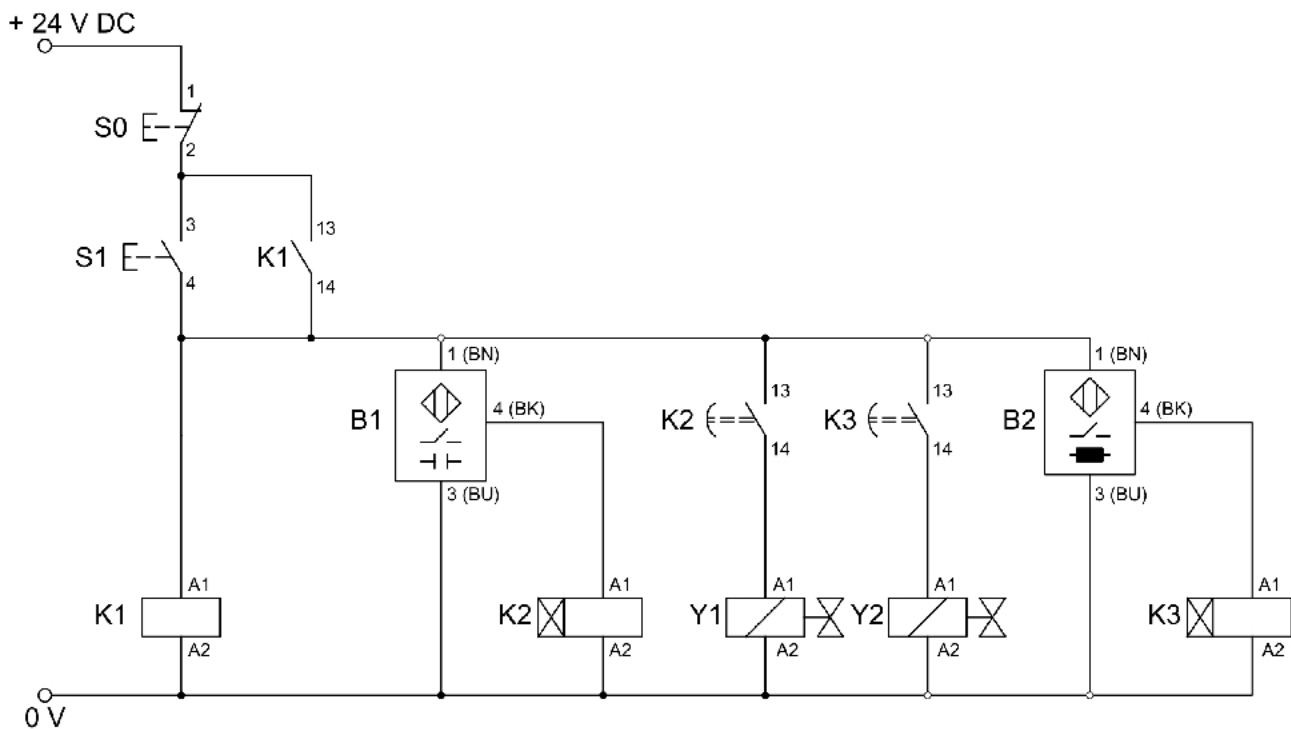 + 24 V DC
1
S0
2
3
13
S1
K1
4
14
1 (BN)
1 (BN)
13
13
B1
4 (BK)
K2
K3
B2
4 (BK)
14
14
3 (BU)
3 (BU)
A1
A1
A1
A1
A1
K1
K2
Y1
Y2
K3
A2
A2
A2
A2
A2
0 V